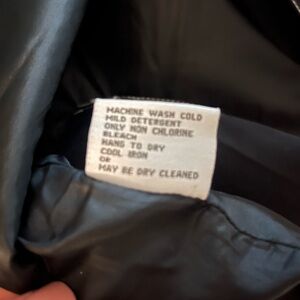 MACHINE WASH COLD
MILD DETERGENT
ONLY NON CHLORINE
BLEACH
HANG TO DRY
COOL IRON
OR
MAY BE DRY CLEANED